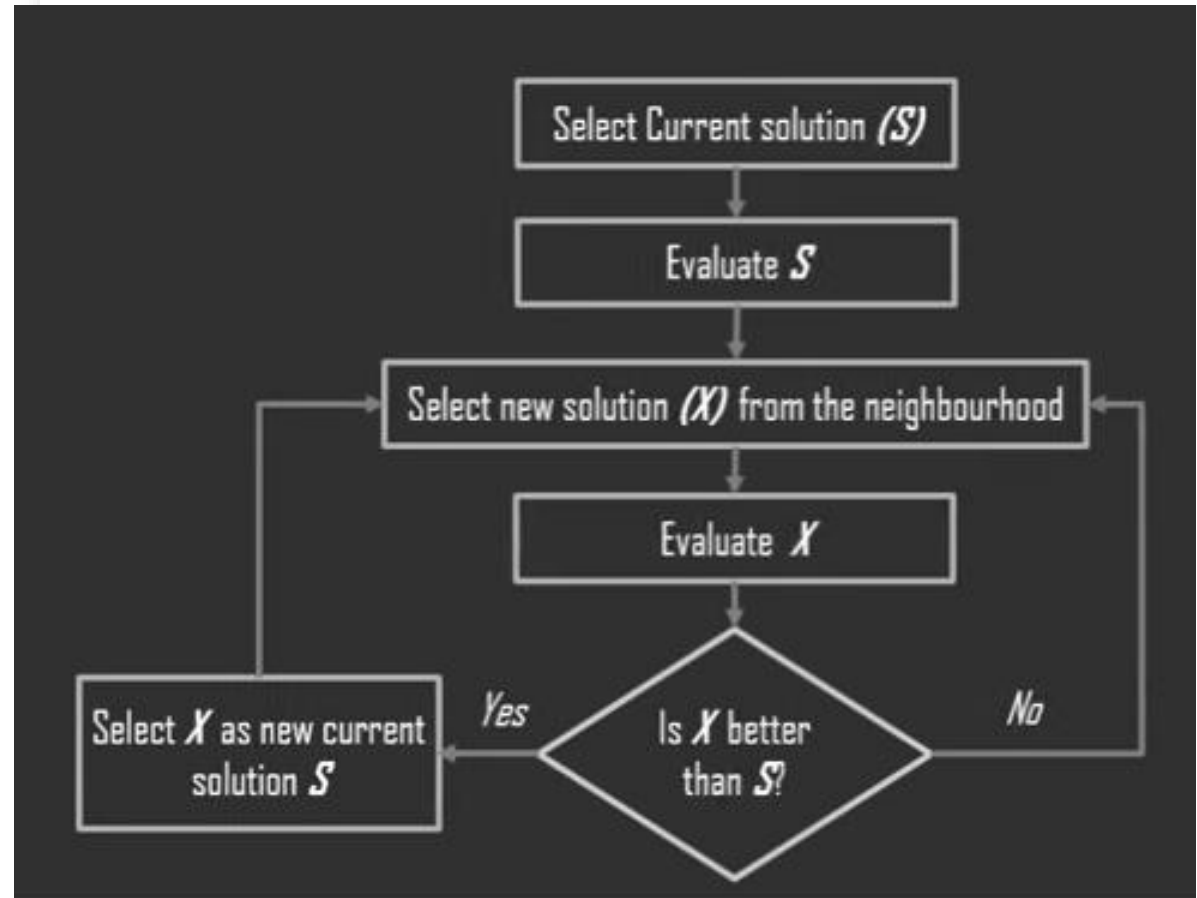 Select Current solution (S)
Evaluate S
Select new solution (X) from the neighbourhood
Evaluate X
Is X better
than S?
Yes
No
Select X as new current
solution S